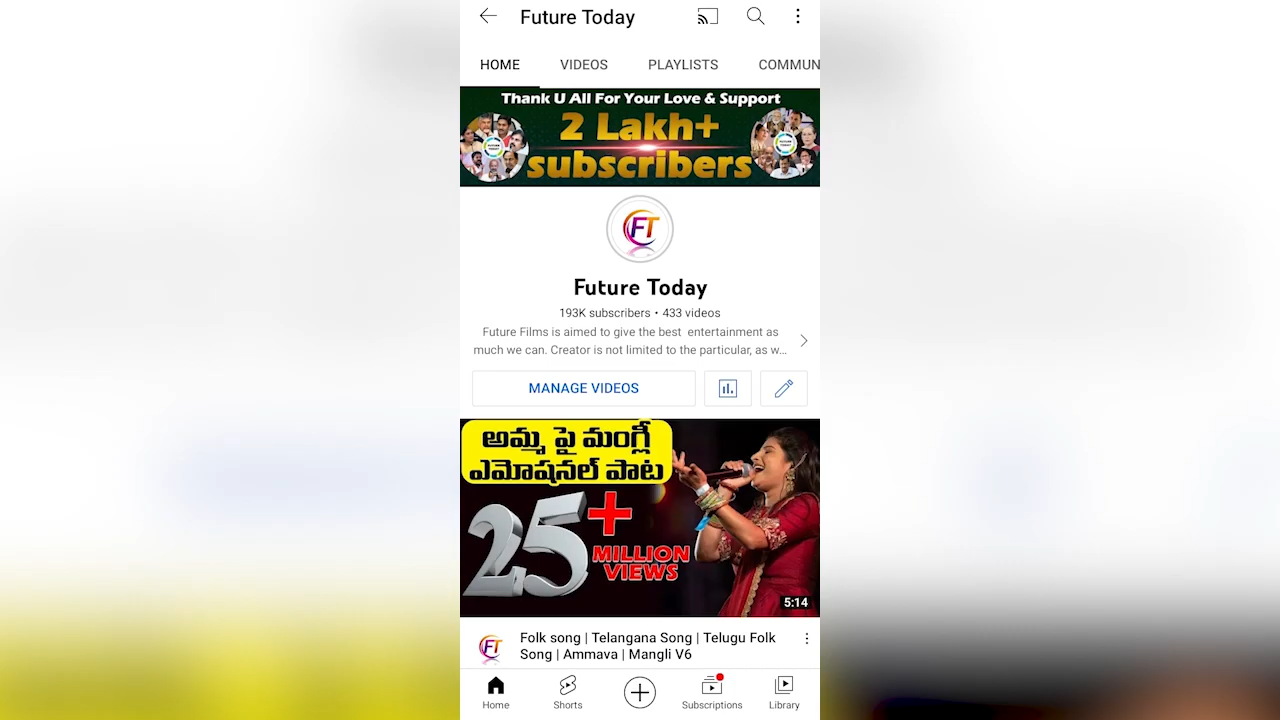 Future Today
HOME VIDEOS PLAYLISTS COMMUN
Thank U All For Your Love & Support
2 Lakh+
subscribers
FT
Future Today
193K subscribers • 433 videos
Future Films is aimed to give the best entertainment as
much we can. Creator is not limited to the particular, as w...
MANAGE VIDEOS
అమ్మ పై మంగ్లీ
ఎమోషనల్ పాట
25+
MILLION
VIEWS
5:14
FT
Folk song | Telangana Song | Telugu Folk
Song | Ammava | Mangli V6
Home Shorts Subscriptions Library